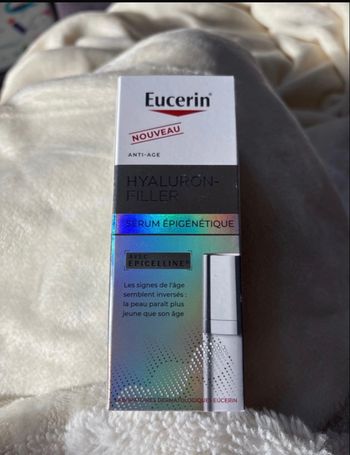 Eucerin®
NOUVEAU
ANTI-AGE
HYALURON-
FILLER
SÉRUM ÉPIGÉNÉTIQUE
AVEC
EPICELLINE®
Les signes de l'âge
semblent inversés :
la peau paraît plus
jeune que son âge
LABORATOIRES DERMATOLOGIQUES EUCERIN